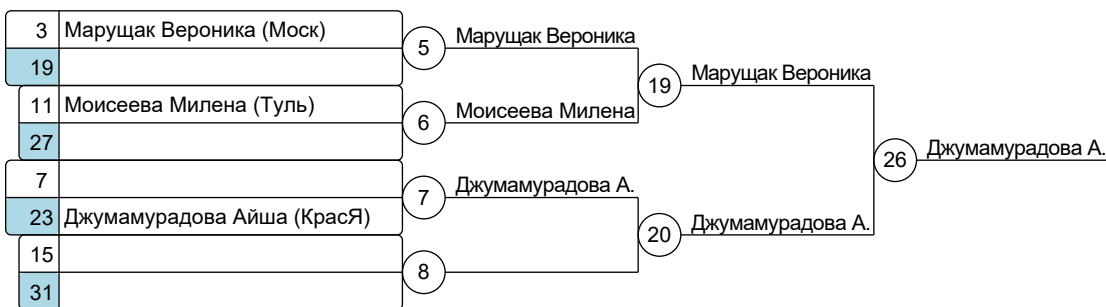 3 Марущак Вероника (Моск)
19
11 Моисеева Милена (Туль)
27
7
23 Джумамурадова Айша (КрасЯ)
15
31
5 Марущак Вероника
6 Моисеева Милена
7 Джумамурадова А.
8
19 Марущак Вероника
20 Джумамурадова А.
26 Джумамурадова А.